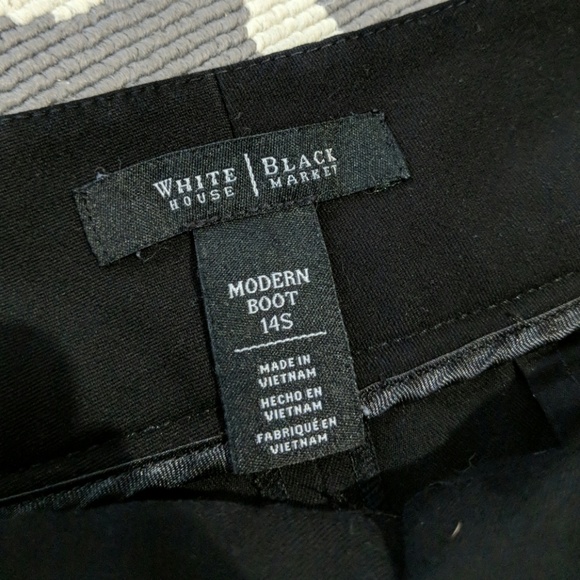 WHITE | BLACK
HOUSE | MARKET
MODERN
BOOT
14S
MADE IN
VIETNAM
HECHO EN
VIETNAM
FABRIQUÉ EN
VIETNAM